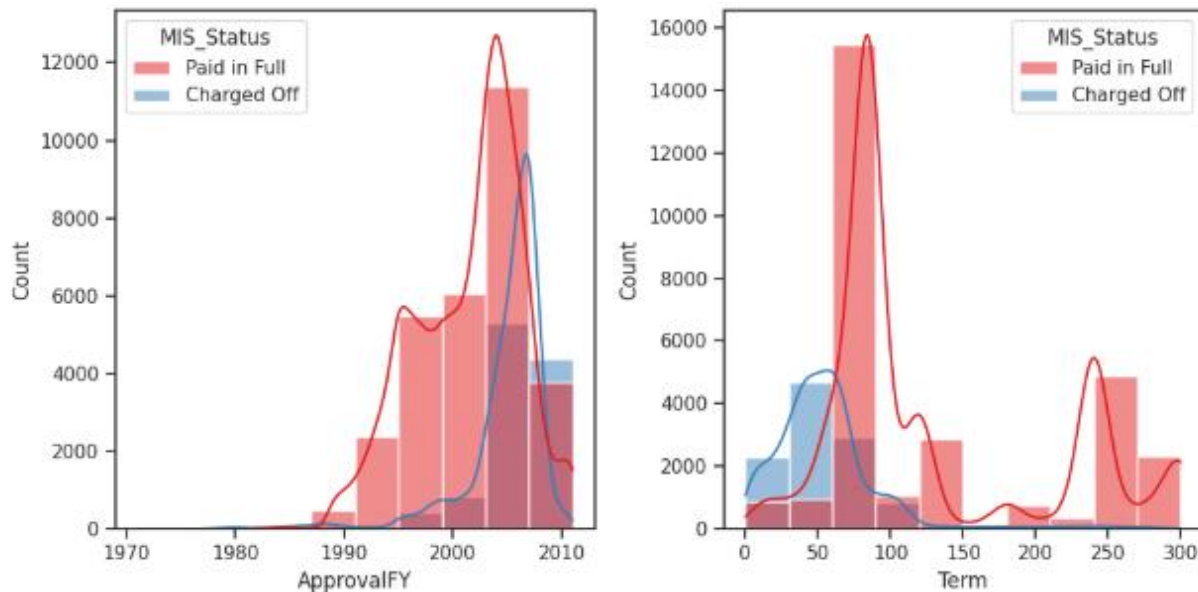 MIS_Status
Paid in Full
Charged Off
12000
10000
8000
6000
4000
2000
0
Count
1970 1980 1990 2000 2010
ApprovalFY
MIS_Status
Paid in Full
Charged Off
16000
14000
12000
10000
8000
6000
4000
2000
0
Count
0 50 100 150 200 250 300
Term